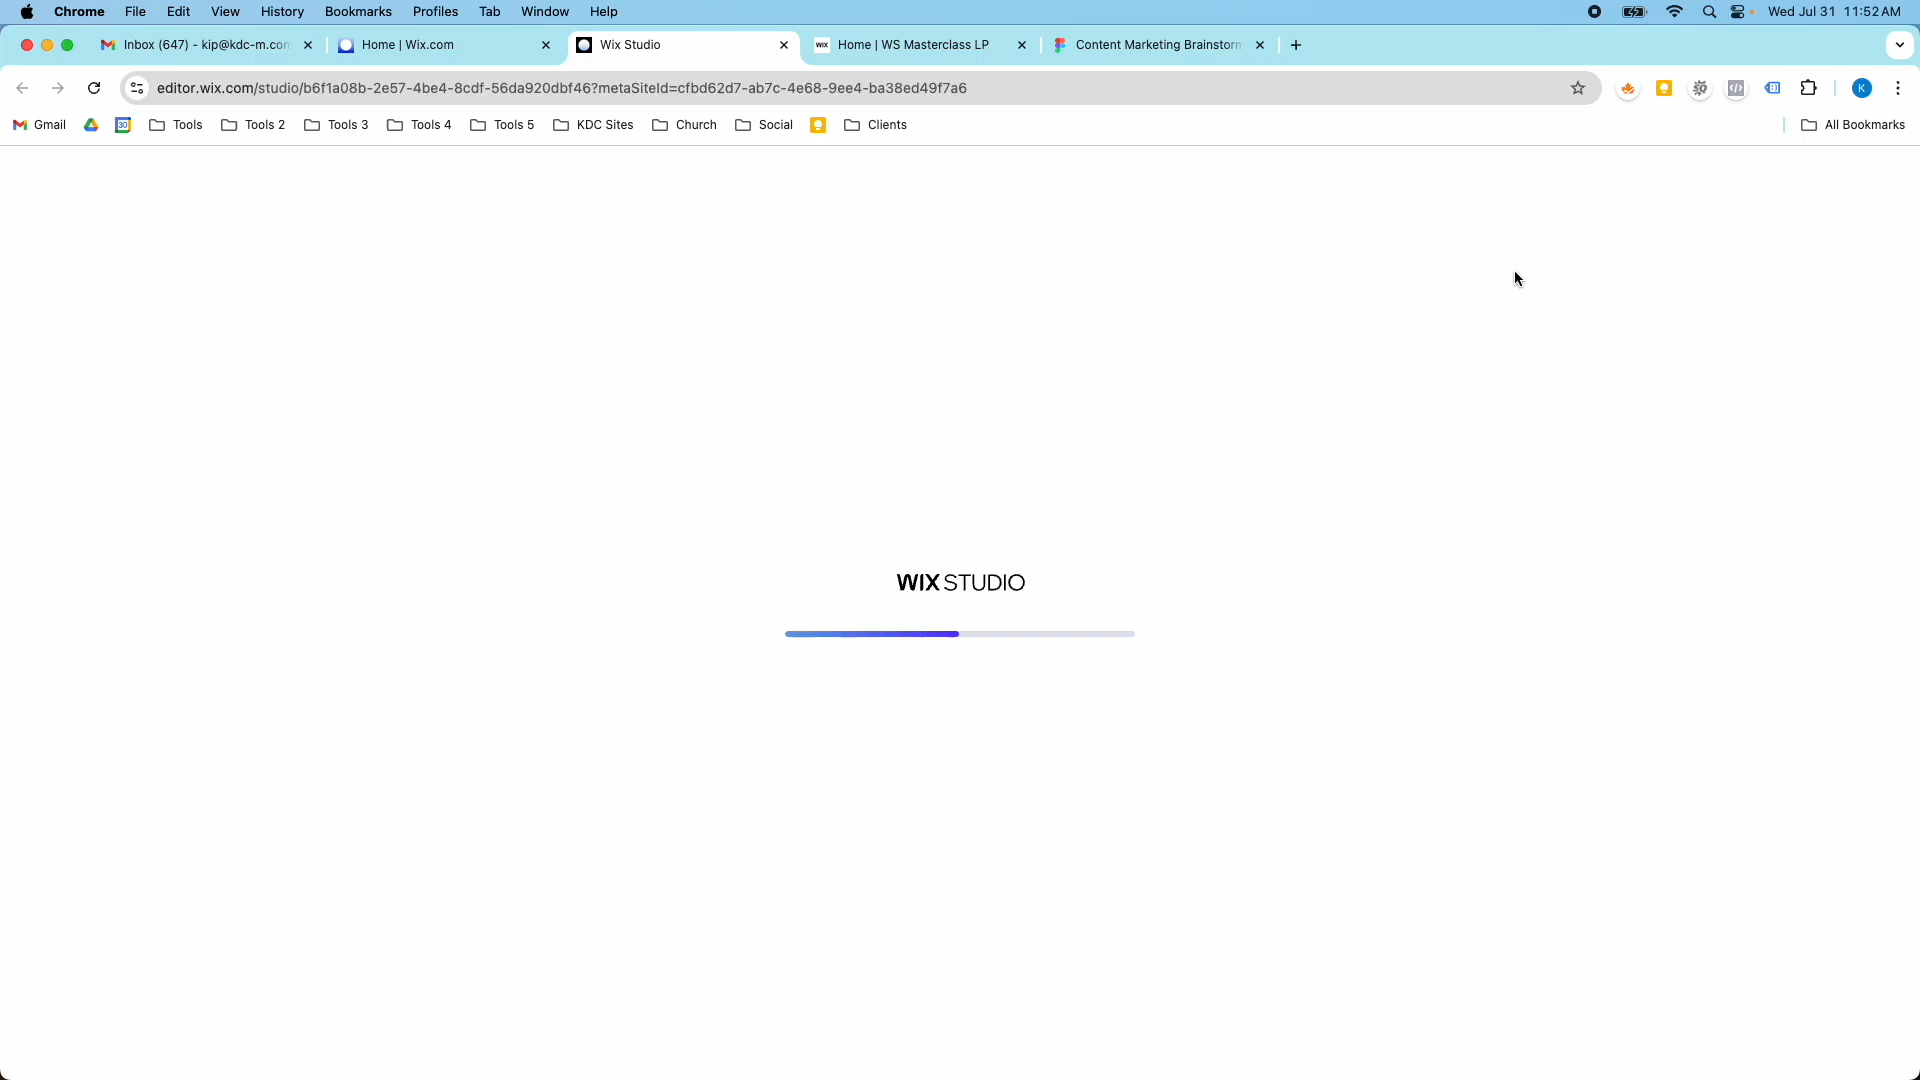 Chrome File Edit View History Bookmarks Profiles Tab Window Help Wed Jul 31 11:52 AM
Inbox (647) - kip@kdc-m.con Home | Wix.com Wix Studio WIX Home | WS Masterclass LP Content Marketing Brainstorm
editor.wix.com/studio/b6f1a08b-2e57-4be4-8cdf-56da920dbf46?metaSiteId=cfbd62d7-ab7c-4e68-9ee4-ba38ed49f7a6 K
Gmail 30 Tools Tools 2 Tools 3 Tools 4 Tools 5 KDC Sites Church Social Clients All Bookmarks
WIX STUDIO